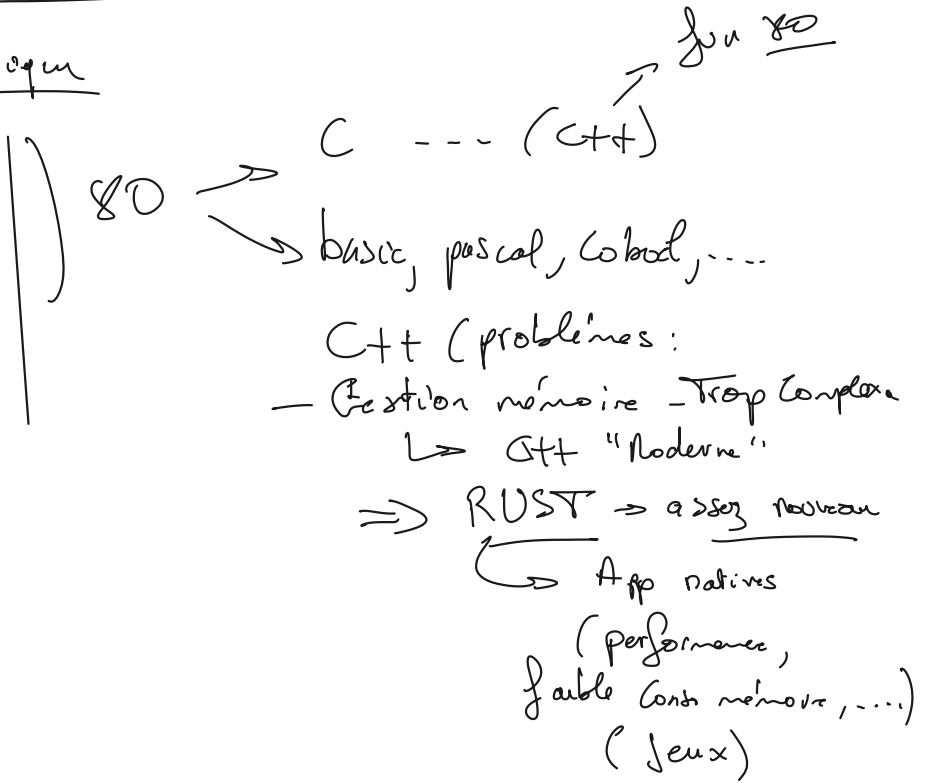 fin 80
C ---- (C++)
80
basic, pascal, Cobol, ....
C++ (problèmes :
- Gestion mémoire - Trop Complexe
↳ C++ "Moderne"
⇒ RUST → assez nouveau
↳ App natives
(performance,
faible Conso mémoire, ....)
(Jeux)